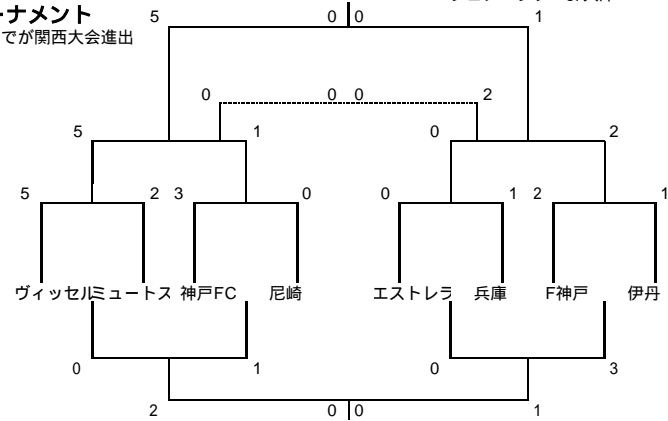 ーナメント
でが関西大会進出
5 0 0 1
0 0 0 2
5 1 0 2
5 2 3 0 0 1 2 1
ヴィッセル ミュートス 神戸FC 尼崎 エストレラ 兵庫 F神戸 伊丹
0 1 0 3
2 0 0 1